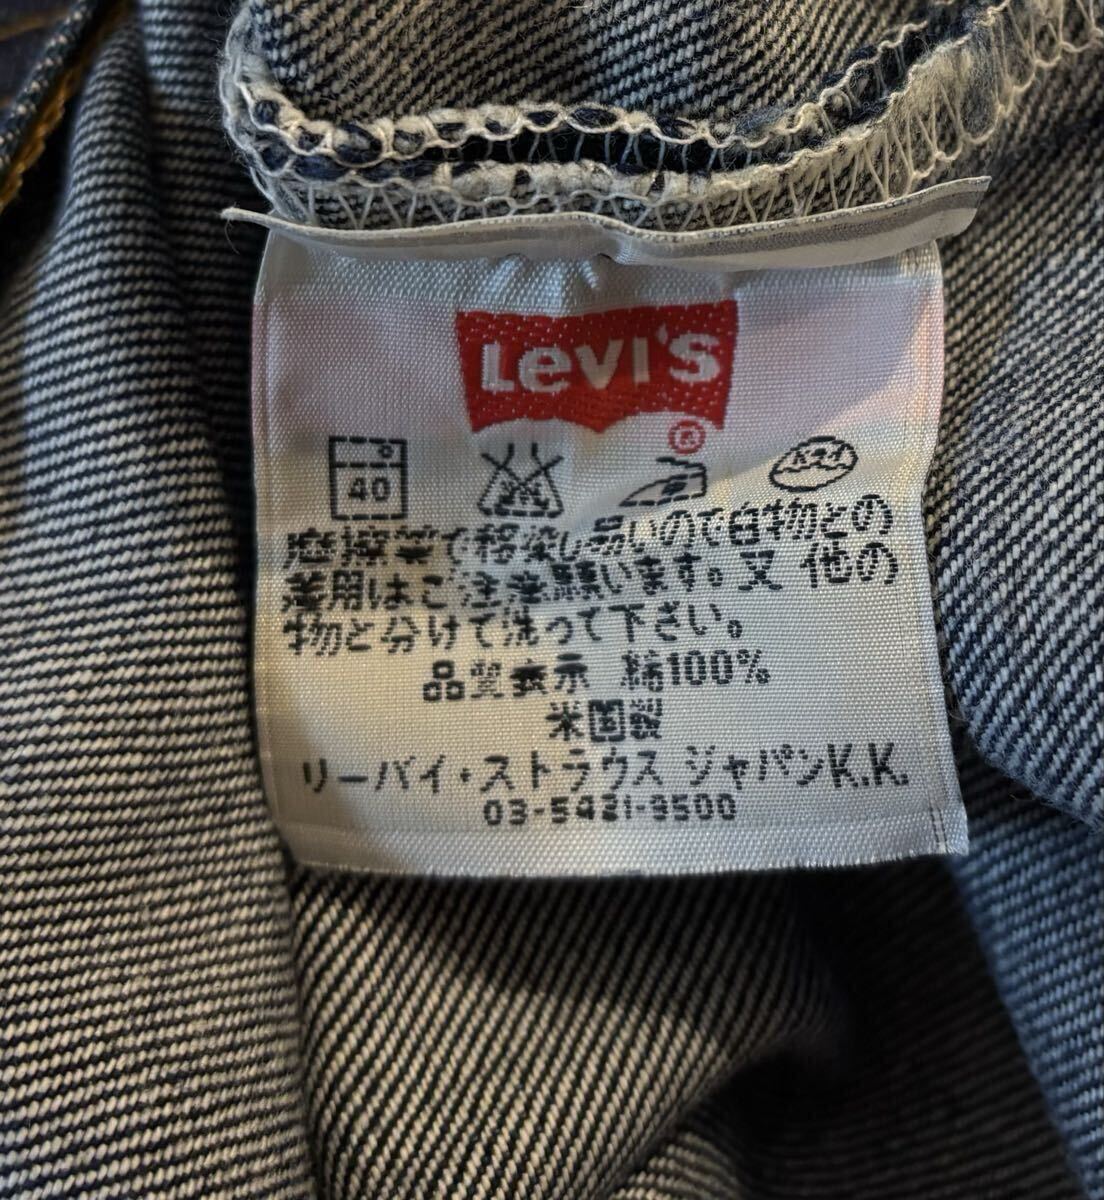 Levi's
®
40
摩擦等で移染し易いので白物との
着用はご注意願います。又 他の
物と分けて洗って下さい。
品質表示 綿100%
米国製
リーバイ・ストラウス ジャパンK.K.
03-5421-9500